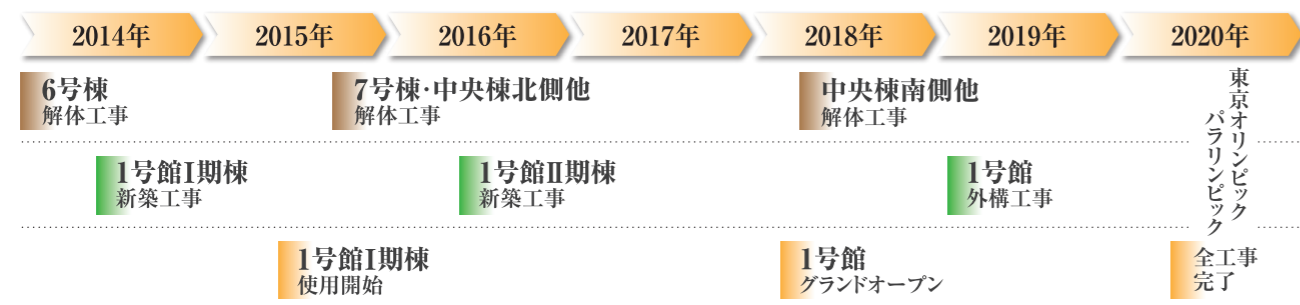 2014年 2015年 2016年 2017年 2018年 2019年 2020年
6号棟
解体工事
7号棟・中央棟北側他
解体工事
中央棟南側他
解体工事
東京オリンピック
パラリンピック
1号館Ⅰ期棟
新築工事
1号館Ⅱ期棟
新築工事
1号館
外構工事
1号館Ⅰ期棟
使用開始
1号館
グランドオープン
全工事
完了